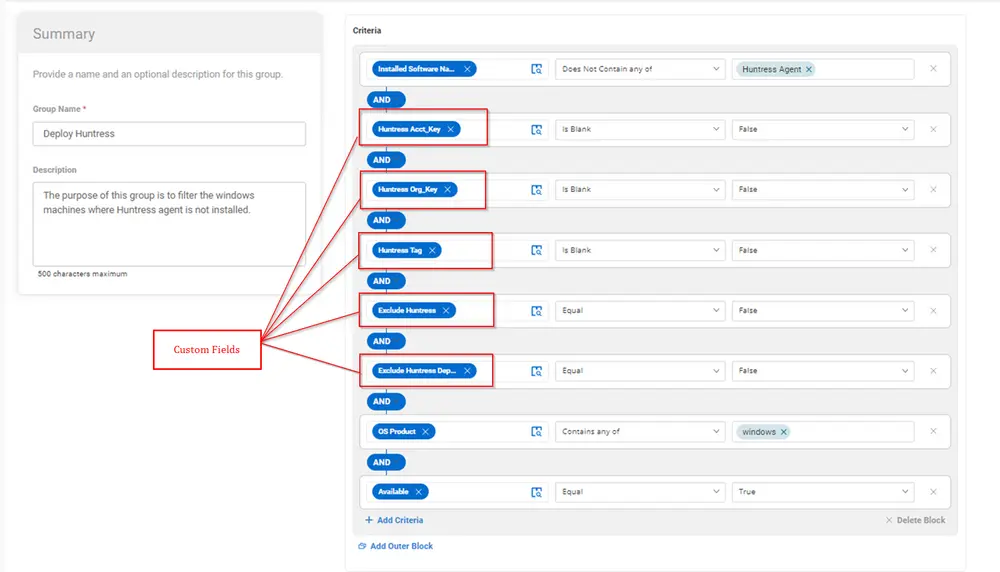 Summary
Provide a name and an optional description for this group.
Group Name *
Deploy Huntress
Description
The purpose of this group is to filter the windows
machines where Huntress agent is not installed.
500 characters maximum
Custom Fields
Criteria
Installed Software Na... Does Not Contain any of Huntress Agent
AND
Huntress Acct_Key Is Blank False
AND
Huntress Org_Key Is Blank False
AND
Huntress Tag Is Blank False
AND
Exclude Huntress Equal False
AND
Exclude Huntress Dep... Equal False
AND
OS Product Contains any of windows
AND
Available Equal True
+ Add Criteria Delete Block
Add Outer Block